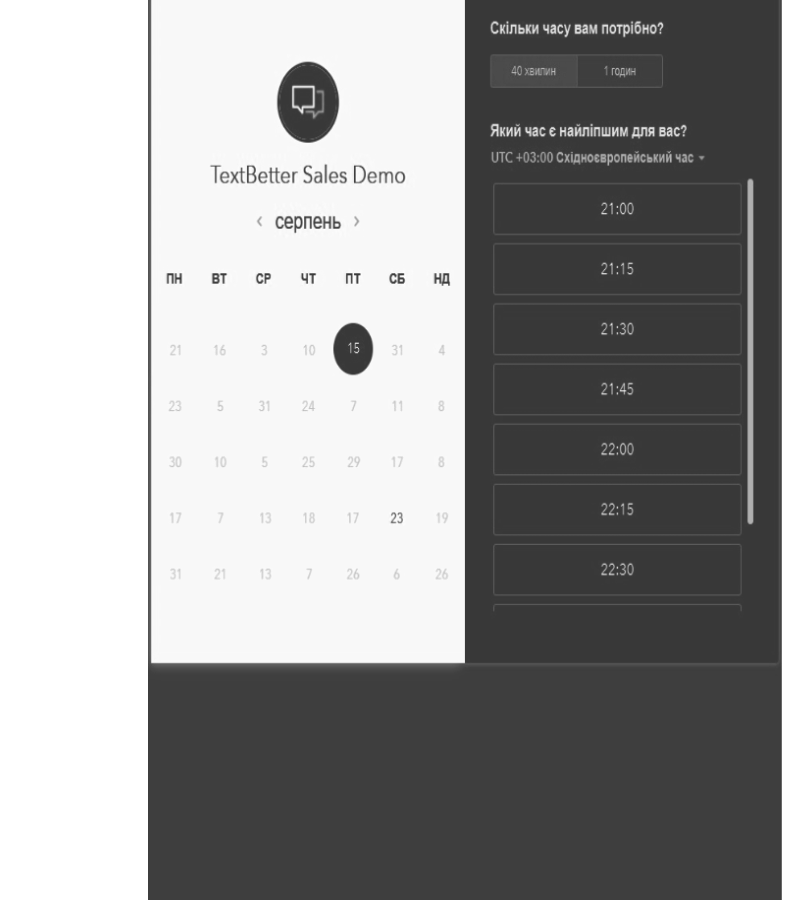 TextBetter Sales Demo
‹ серпень ›
ПН ВТ СР ЧТ ПТ СБ НД
21 16 3 10 15 31 4
23 5 31 24 7 11 8
30 10 5 25 29 17 8
17 7 13 18 17 23 19
31 21 13 7 26 6 26
Скільки часу вам потрібно?
40 хвилин 1 годин
Який час є найліпшим для вас?
UTC +03:00 Східноєвропейський час
21:00
21:15
21:30
21:45
22:00
22:15
22:30